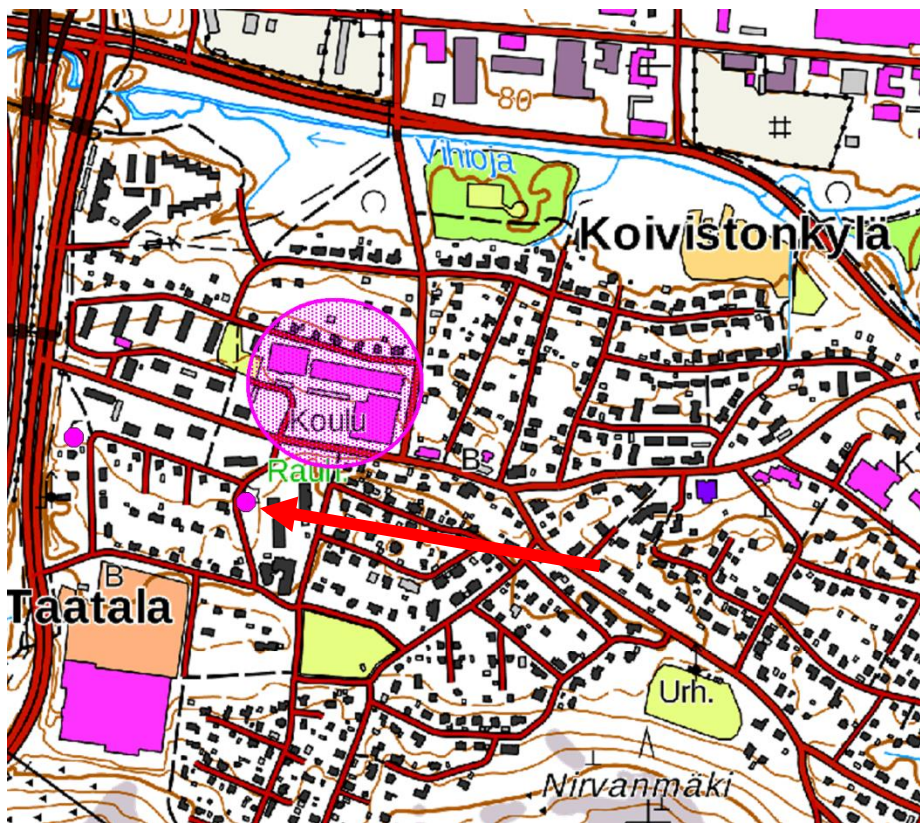 80
Vihioja
Koivistonkylä
Koulu
Rauh.
B
K
B
Taatala
Urh.
Nirvanmäki